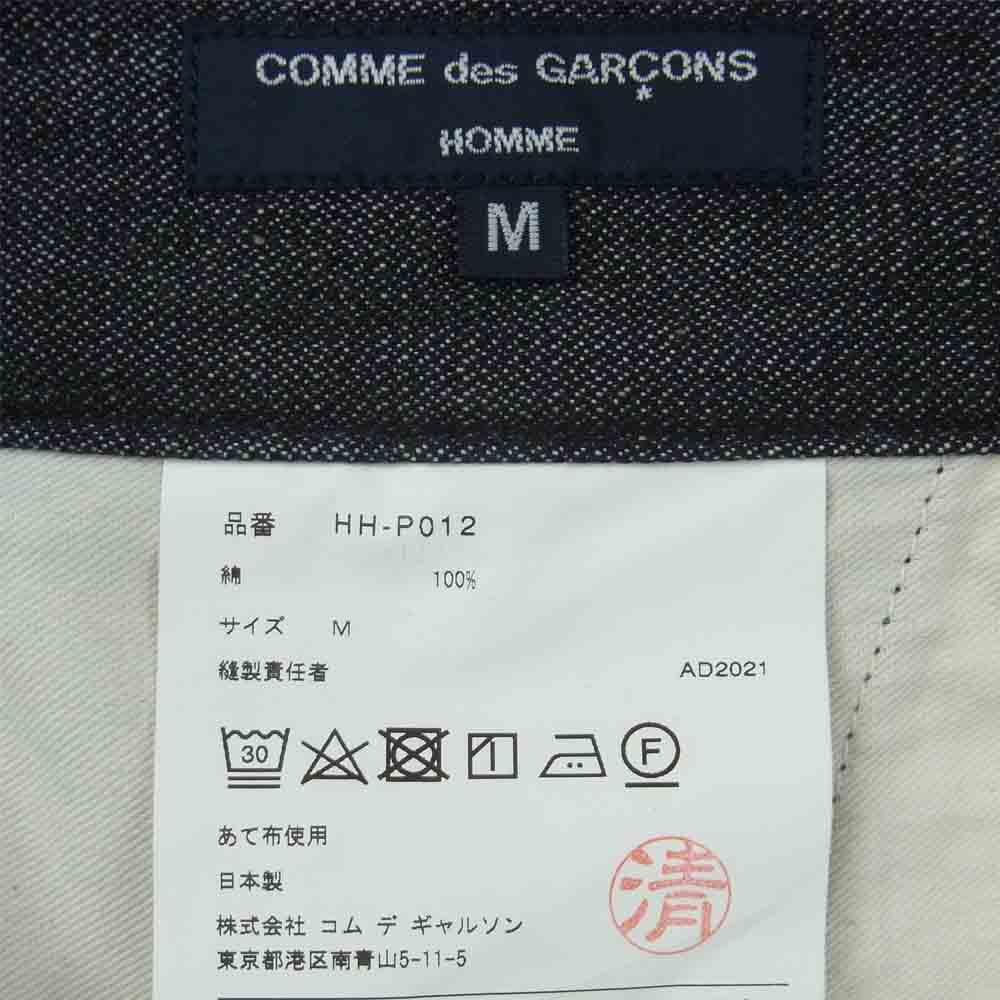 COMME des GARÇONS
HOMME
M
品番 HH-P012
綿 100%
サイズ M
縫製責任者 AD2021
30 F
あて布使用
日本製
清
株式会社 コム デ ギャルソン
東京都港区南青山5-11-5